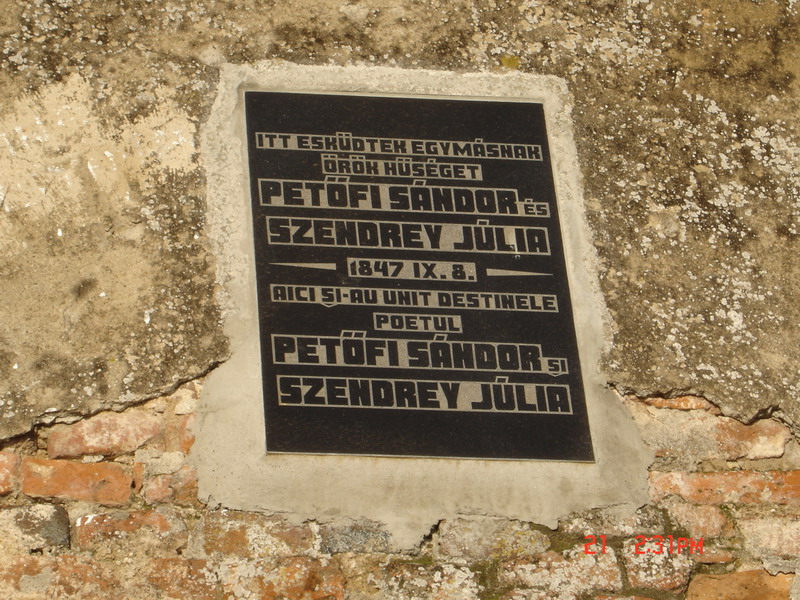 ITT ESKÜDTEK EGYMÁSNAK
ÖRÖK HŰSÉGET
PETŐFI SÁNDOR ÉS
SZENDREY JÚLIA
1847 IX. 8.
AICI ŞI-AU UNIT DESTINELE
POETUL
PETŐFI SÁNDOR ŞI
SZENDREY JÚLIA
21 2:31PM